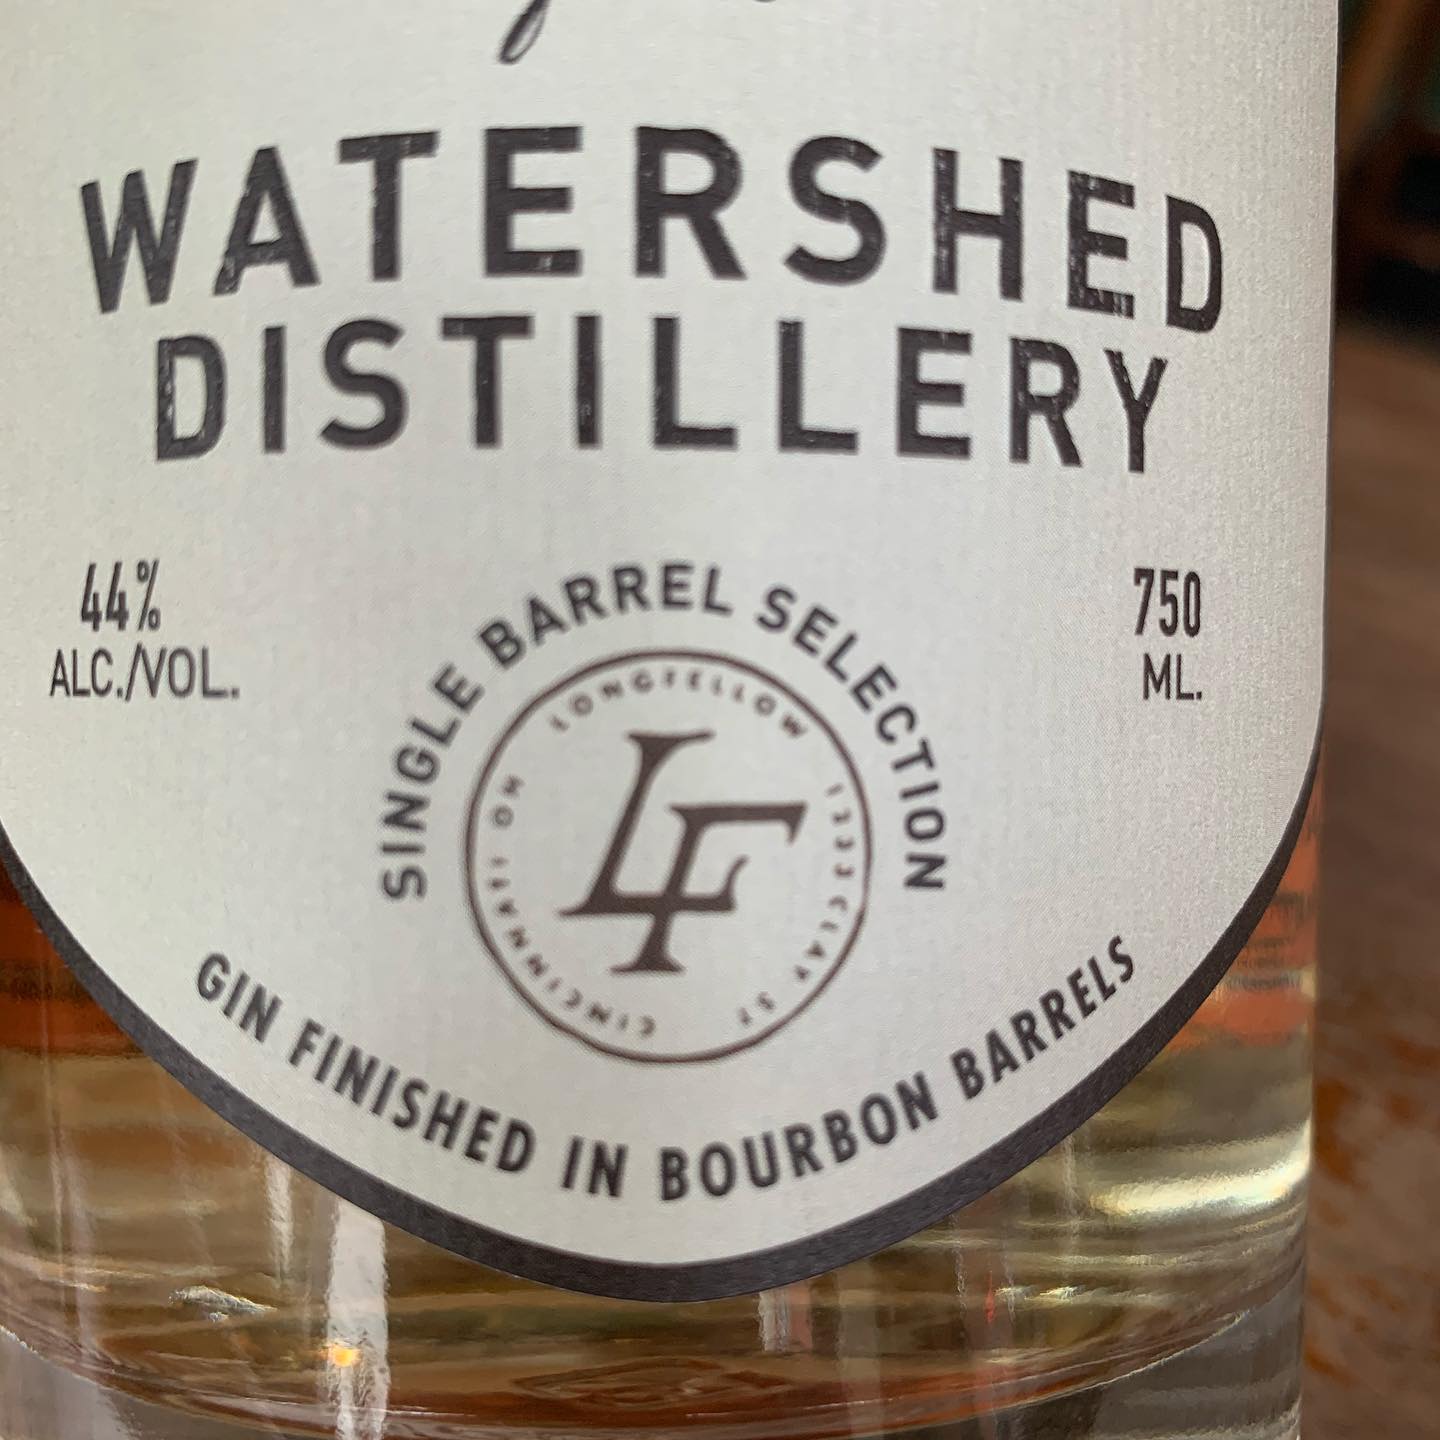 WATERSHED
DISTILLERY
44%
ALC./VOL.
750
ML.
SINGLE BARREL SELECTION
LONGFELLOW
1233 CLAY ST
CINCINNATI OH
LF
GIN FINISHED IN BOURBON BARRELS